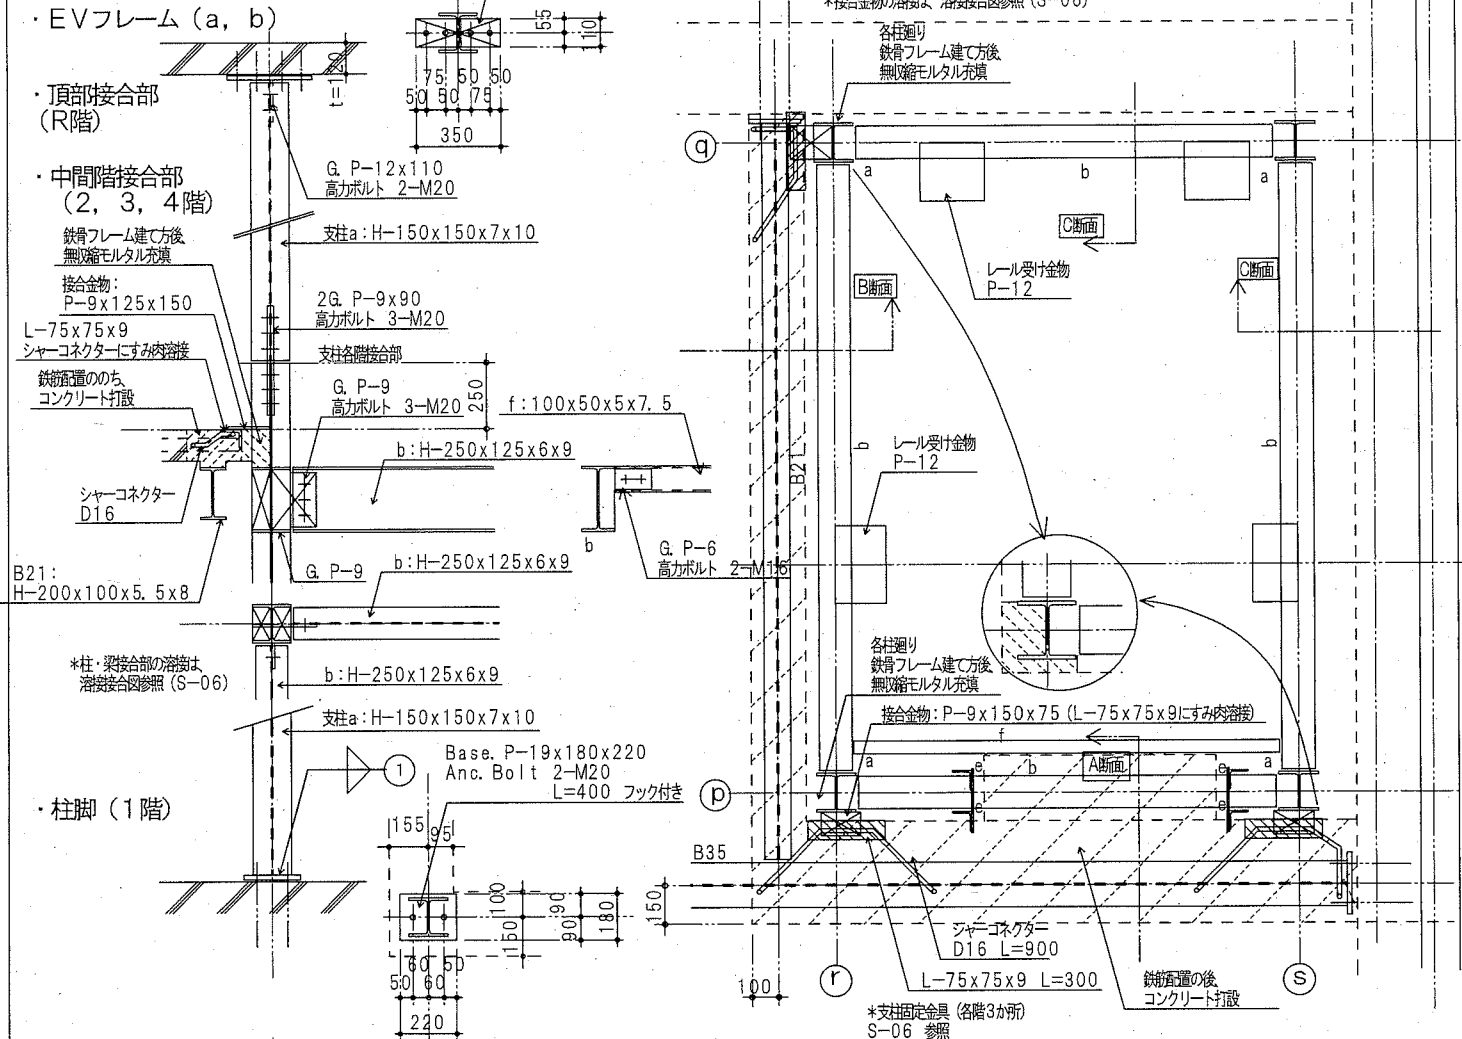 ・EVフレーム(a, b)
t=120
・頂部接合部
(R階)
・中間階接合部
(2, 3, 4階)
鉄骨フレーム建て方後、
無収縮モルタル充填
接合金物:
P-9x125x150
L-75x75x9
シャーコネクターにすみ肉溶接
鉄筋配置ののち、
コンクリート打設
シャーコネクター
D16
B21:
H-200x100x5.5x8
*柱・梁接合部の溶接は、
溶接接合図参照 (S-06)
・柱脚 (1階)
55
110
75 50 50
50 50 75
350
G. P-12x110
高力ボルト 2-M20
支柱a:H-150x150x7x10
2G. P-9x90
高力ボルト 3-M20
支柱各階接合部
G. P-9
高力ボルト 3-M20
250
f:100x50x5x7.5
b:H-250x125x6x9
b
G. P-6
高力ボルト 2-M16
G. P-9
b:H-250x125x6x9
b:H-250x125x6x9
支柱a:H-150x150x7x10
1
Base. P-19x180x220
Anc. Bolt 2-M20
L=400 フック付き
155
95
100
150
90
90
180
60 50
50 60
220
*接合金物の溶接は、溶接接合図参照 (S-06)
各柱廻り
鉄骨フレーム建て方後、
無収縮モルタル充填
q
a
b
a
C断面
レール受け金物
P-12
B断面
C断面
B21
b
b
レール受け金物
P-12
各柱廻り
鉄骨フレーム建て方後、
無収縮モルタル充填
接合金物:P-9x150x75 (L-75x75x9にすみ肉溶接)
f
A断面
a
e
b
e
a
p
e
e
B35
150
シャーコネクター
D16 L=900
100
r
L-75x75x9 L=300
*支柱固定金具 (各階3か所)
S-06 参照
鉄筋配置の後、
コンクリート打設
s